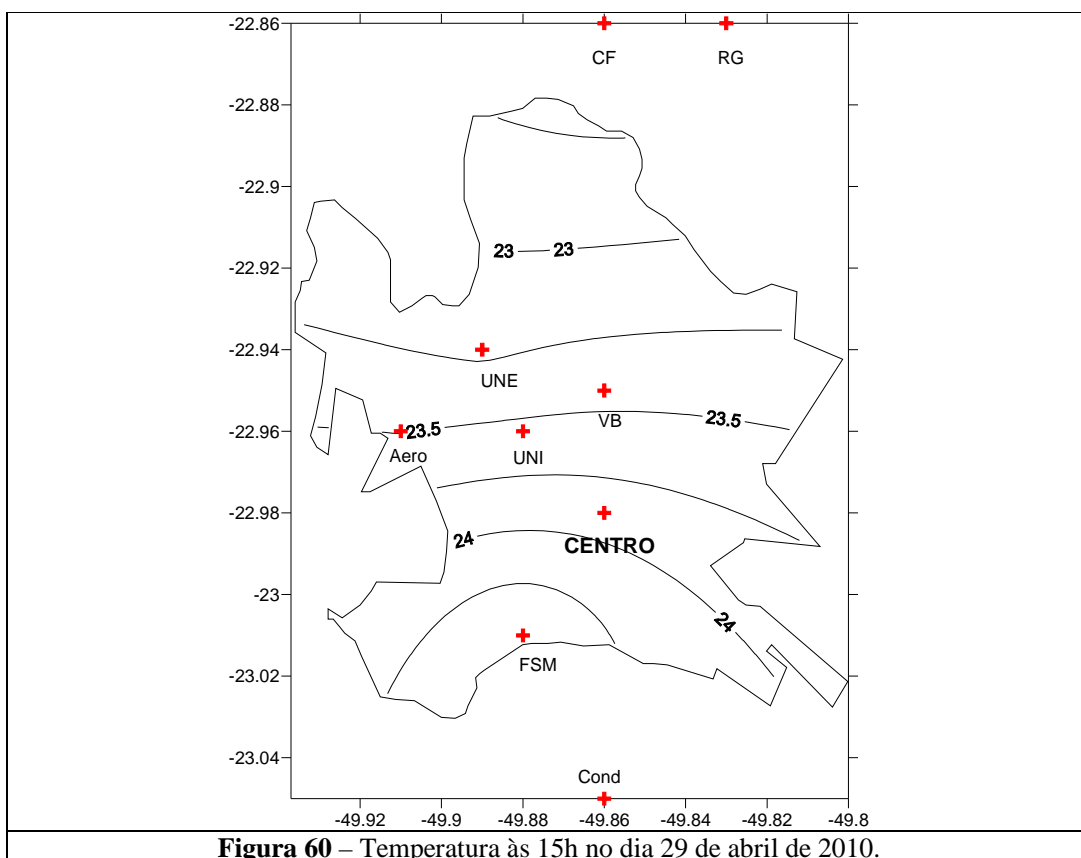 -22.86
CF
RG
-22.88
-22.9
23
23
-22.92
-22.94
UNE
VB
23.5
23.5
-22.96
Aero
UNI
-22.98
24
CENTRO
-23
24
FSM
-23.02
-23.04
Cond
-49.92 -49.9 -49.88 -49.86 -49.84 -49.82 -49.8
Figura 60 – Temperatura às 15h no dia 29 de abril de 2010.